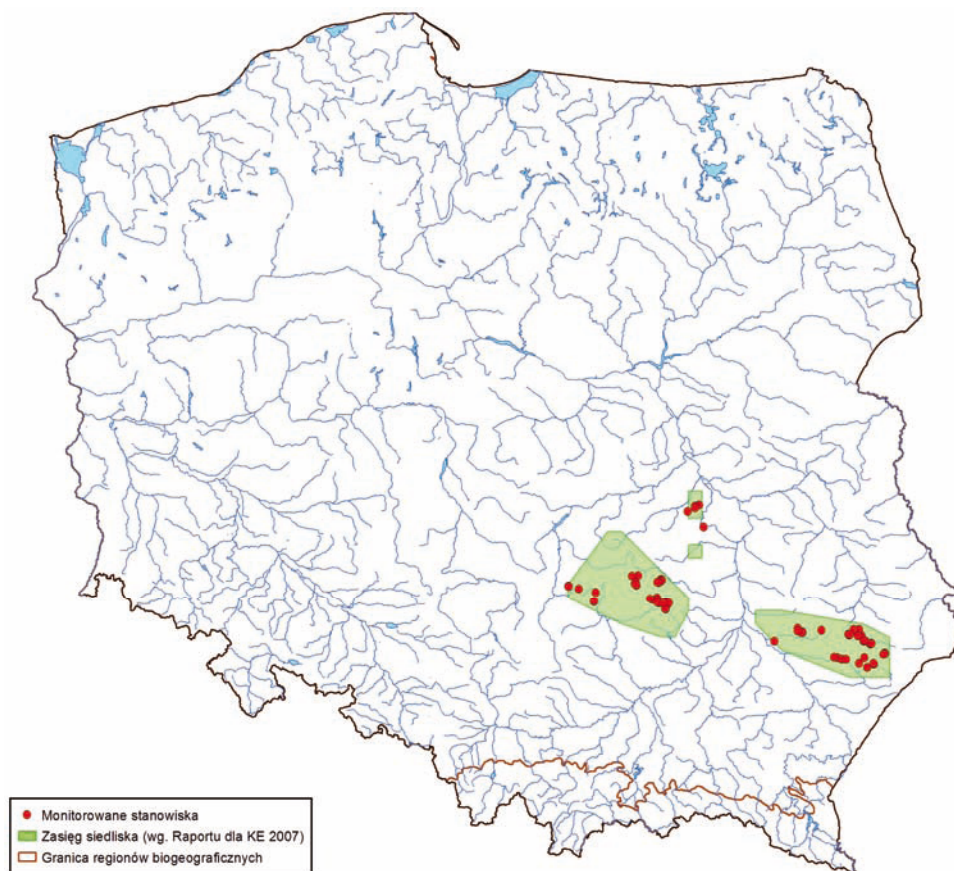 Monitorowane stanowiska
Zasięg siedliska (wg. Raportu dla KE 2007)
Granica regionów biogeograficznych